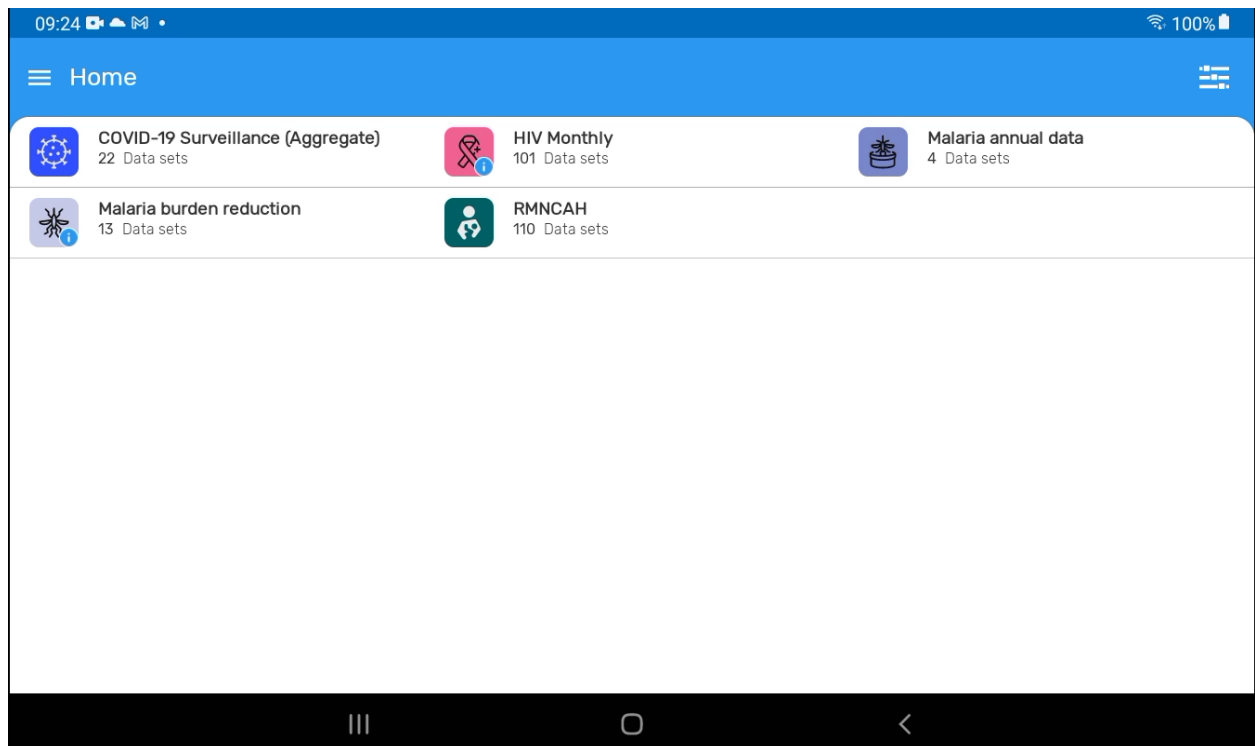 09:24
100%
Home
COVID-19 Surveillance (Aggregate)
22 Data sets
HIV Monthly
101 Data sets
Malaria annual data
4 Data sets
Malaria burden reduction
13 Data sets
RMNCAH
110 Data sets